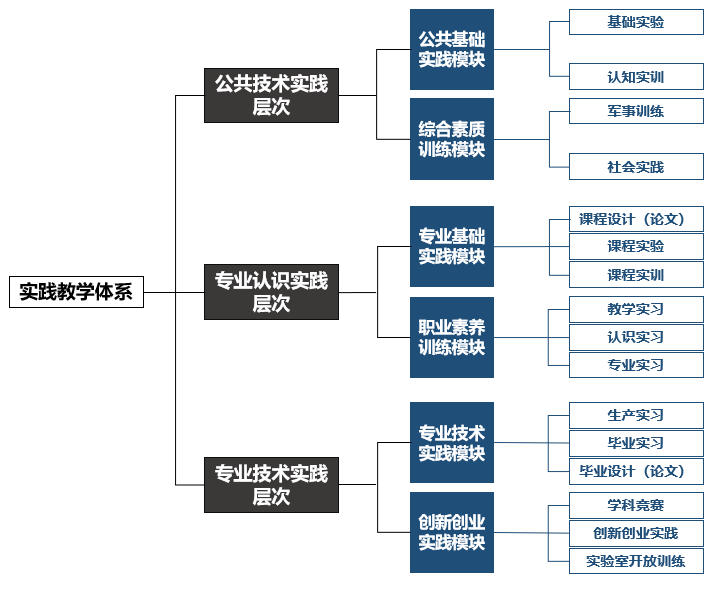 实践教学体系
公共技术实践
层次
公共基础
实践模块
基础实验
认知实训
综合素质
训练模块
军事训练
社会实践
专业认识实践
层次
专业基础
实践模块
课程设计（论文）
课程实验
课程实训
职业素养
训练模块
教学实习
认识实习
专业实习
专业技术实践
层次
专业技术
实践模块
生产实习
毕业实习
毕业设计（论文）
创新创业
实践模块
学科竞赛
创新创业实践
实验室开放训练